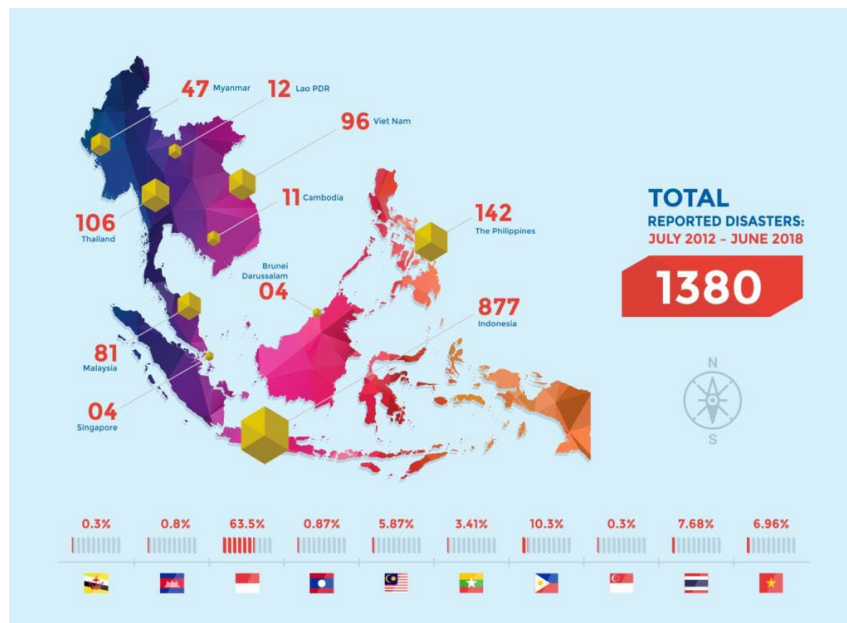 47 Myanmar
12 Lao PDR
96 Viet Nam
106
Thailand
11 Cambodia
142
The Philippines
Brunei
Darussalam
04
877
Indonesia
81
Malaysia
04
Singapore
TOTAL
REPORTED DISASTERS:
JULY 2012 – JUNE 2018
1380
N
S
0.3% 0.8% 63.5% 0.87% 5.87% 3.41% 10.3% 0.3% 7.68% 6.96%